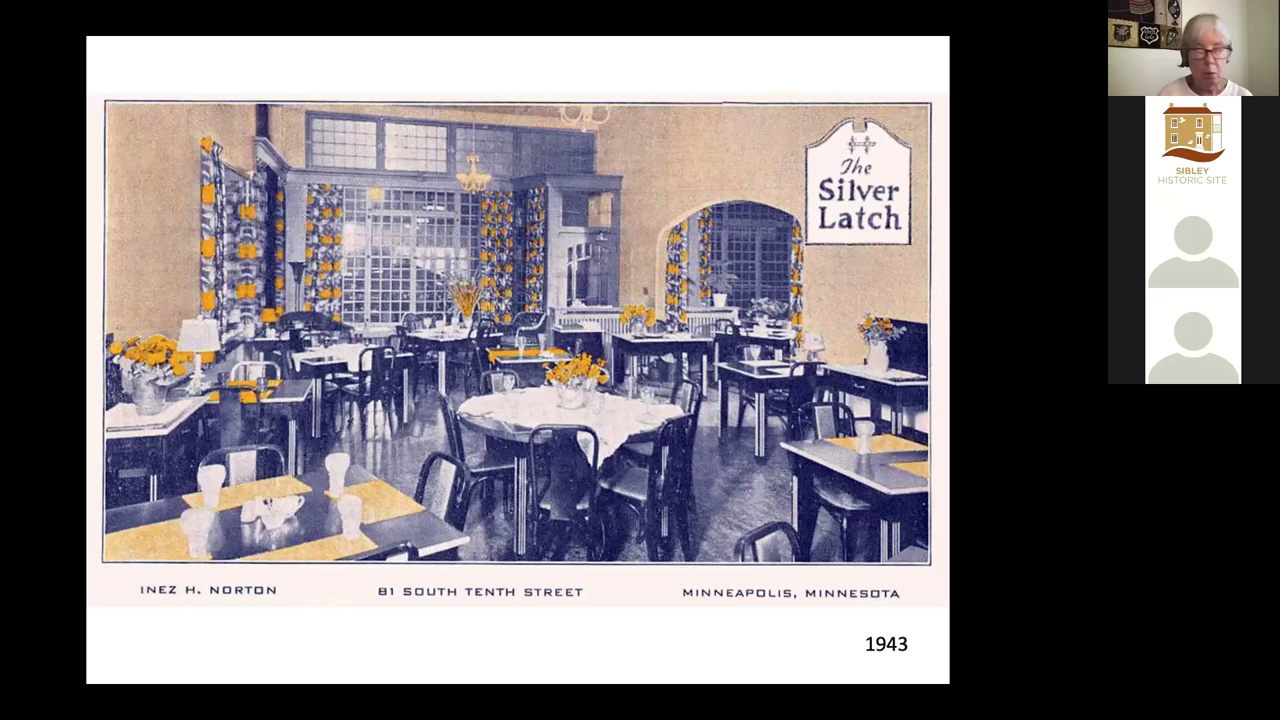 The
Silver
Latch
INEZ H. NORTON
81 SOUTH TENTH STREET
MINNEAPOLIS, MINNESOTA
1943
SIBLEY
HISTORIC SITE